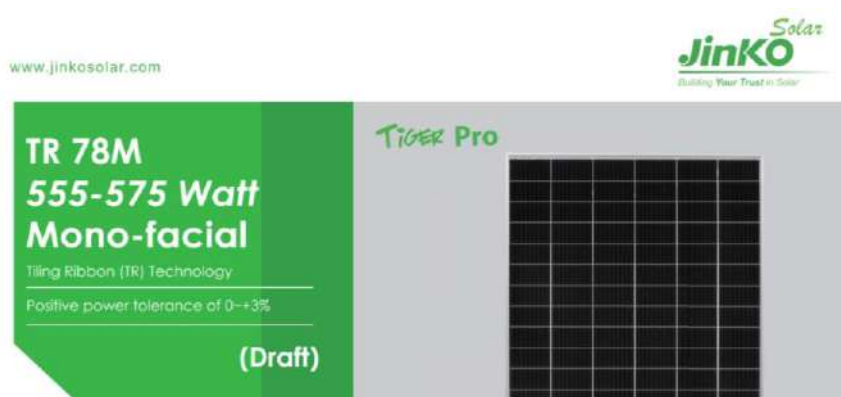 Solar
JinKO
Building Your Trust in Solar
www.jinkosolar.com
TIGER Pro
TR 78M
555-575 Watt
Mono-facial
Tiling Ribbon (TR) Technology
Positive power tolerance of 0~+3%
(Draft)